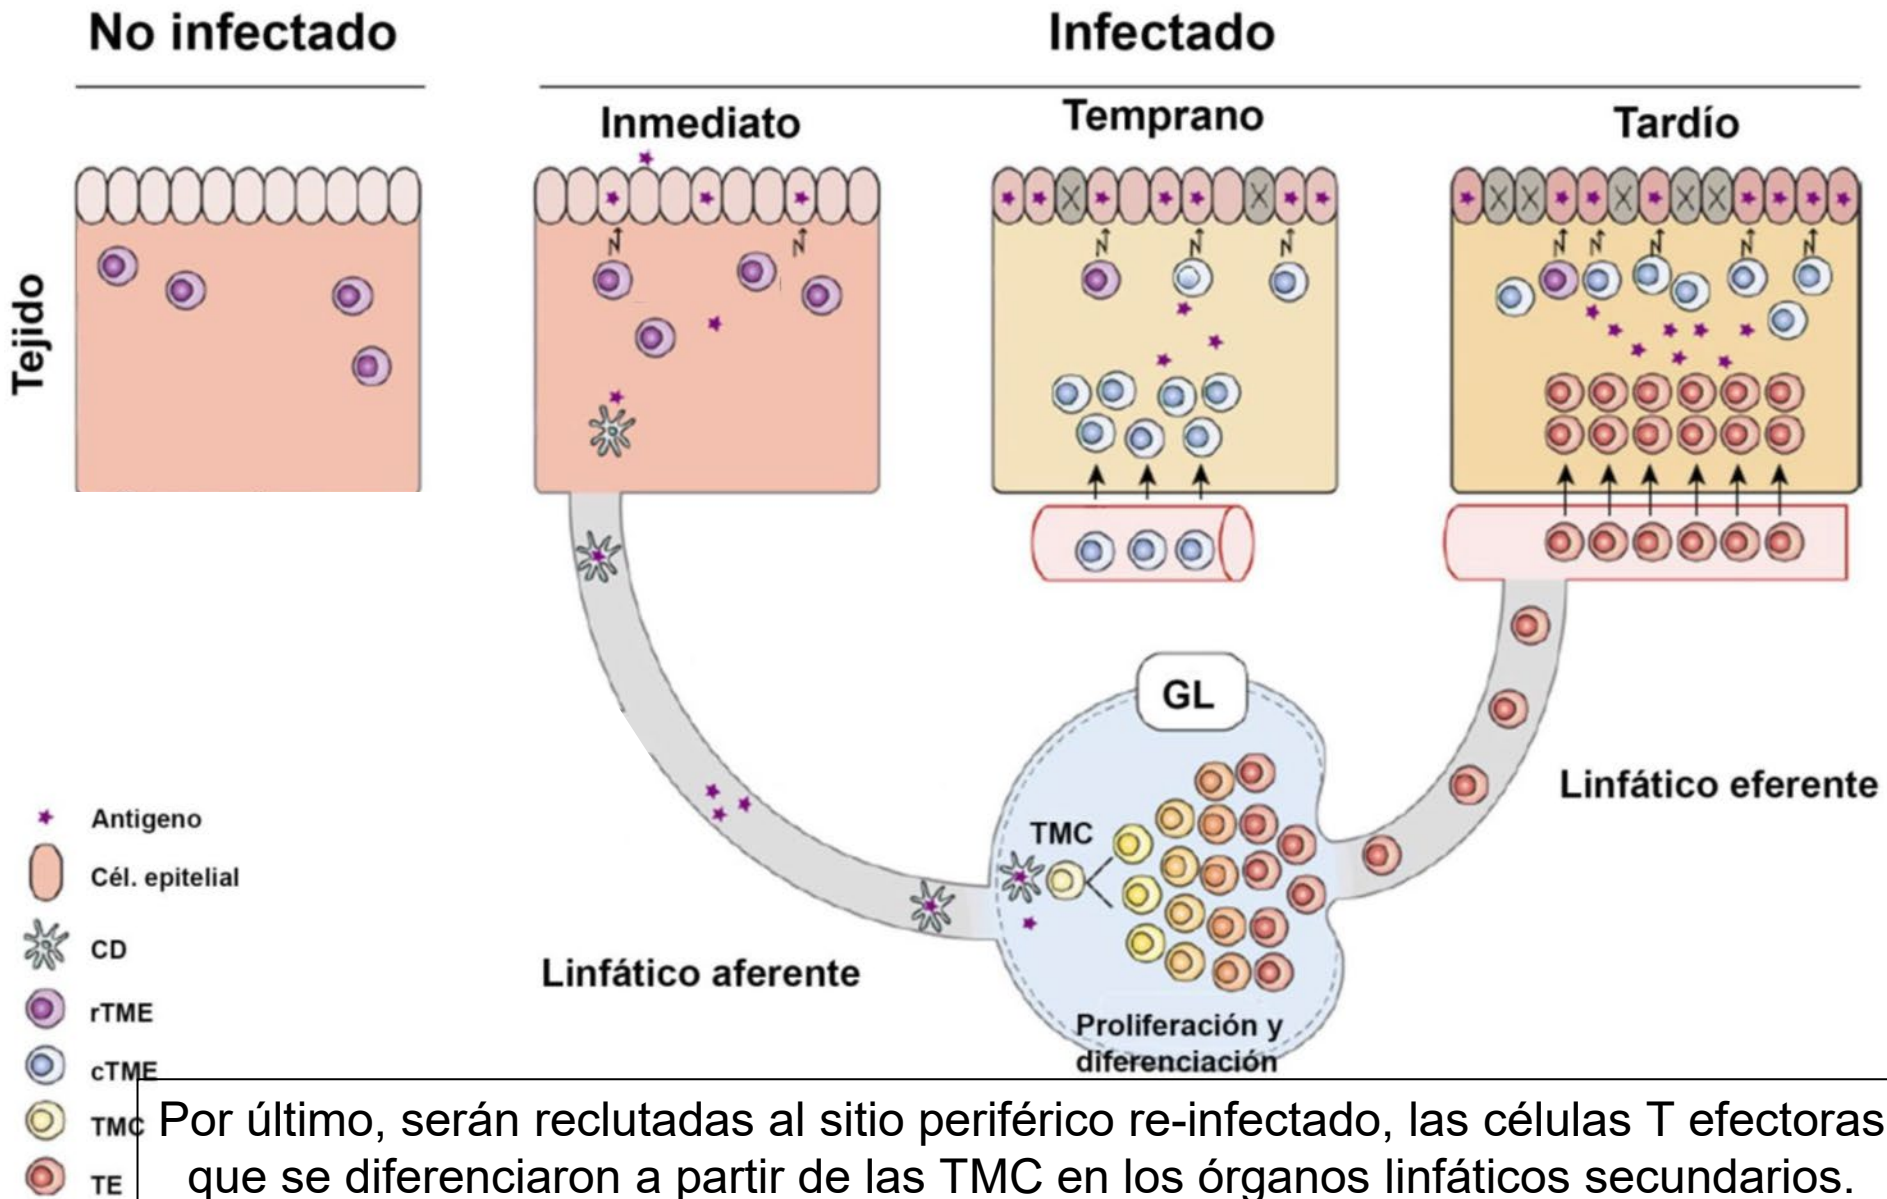 No infectado
Infectado
Inmediato
Temprano
Tardío
Tejido
GL
TMC
Linfático eferente
Linfático aferente
Proliferación y
diferenciación
Antigeno
Cél. epitelial
CD
rTME
cTME
TMC
TE
Por último, serán reclutadas al sitio periférico re-infectado, las células T efectoras
que se diferenciaron a partir de las TMC en los órganos linfáticos secundarios.